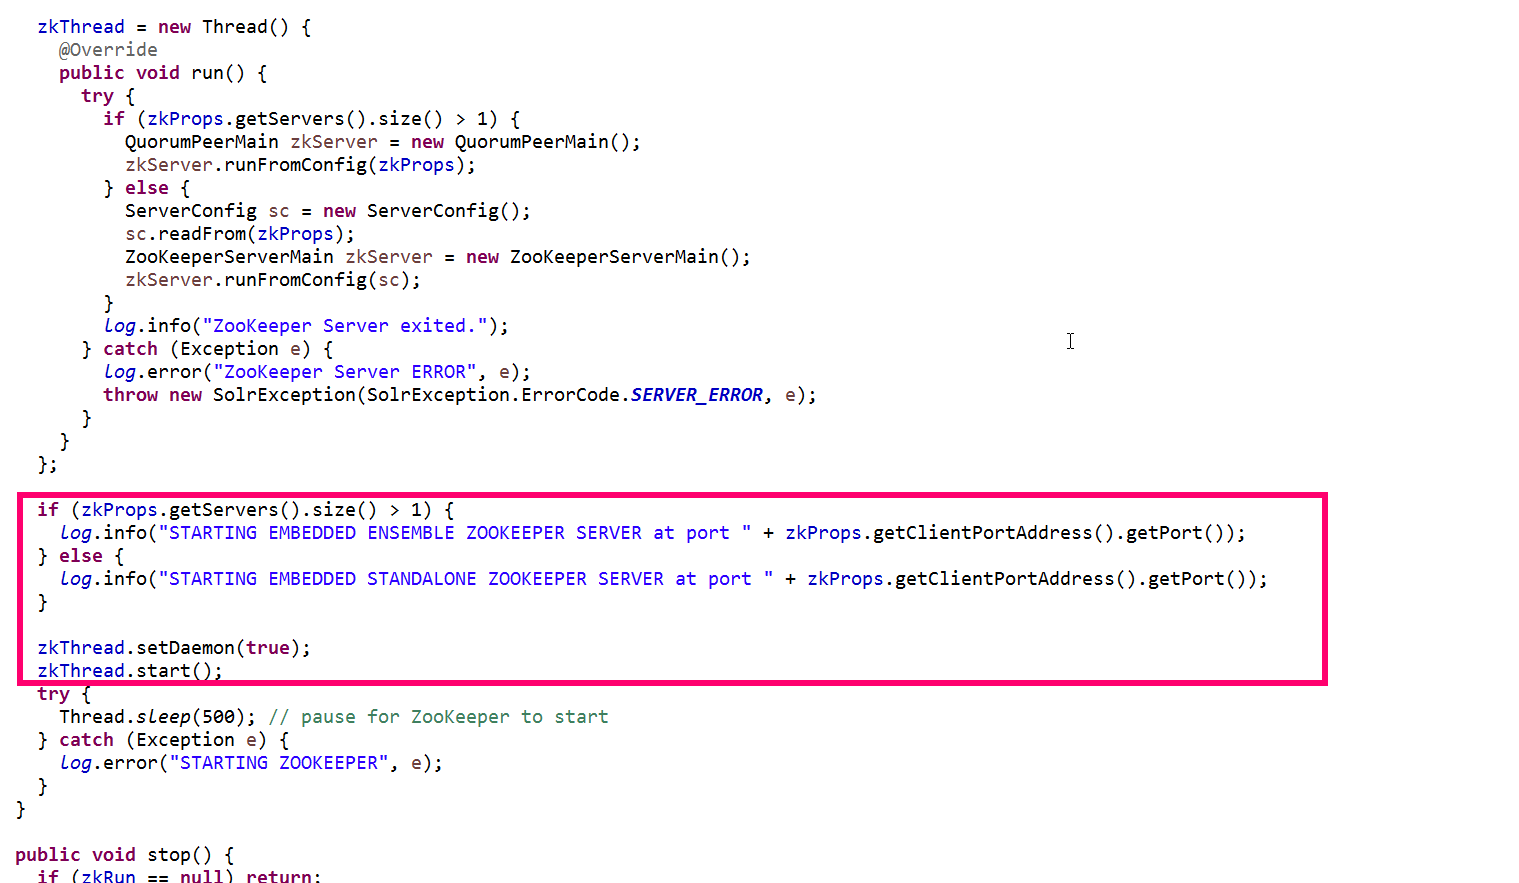 zkThread = new Thread() {
@Override
public void run() {
try {
if (zkProps.getServers().size() > 1) {
QuorumPeerMain zkServer = new QuorumPeerMain();
zkServer.runFromConfig(zkProps);
} else {
ServerConfig sc = new ServerConfig();
sc.readFrom(zkProps);
ZooKeeperServerMain zkServer = new ZooKeeperServerMain();
zkServer.runFromConfig(sc);
}
log.info("ZooKeeper Server exited.");
} catch (Exception e) {
log.error("ZooKeeper Server ERROR", e);
throw new SolrException(SolrException.ErrorCode.SERVER_ERROR, e);
}
}
};
if (zkProps.getServers().size() > 1) {
log.info("STARTING EMBEDDED ENSEMBLE ZOOKEEPER SERVER at port " + zkProps.getClientPortAddress().getPort());
} else {
log.info("STARTING EMBEDDED STANDALONE ZOOKEEPER SERVER at port " + zkProps.getClientPortAddress().getPort());
}
zkThread.setDaemon(true);
zkThread.start();
try {
Thread.sleep(500); // pause for ZooKeeper to start
} catch (Exception e) {
log.error("STARTING ZOOKEEPER", e);
}
}
public void stop() {
if (zkRun == null) return;